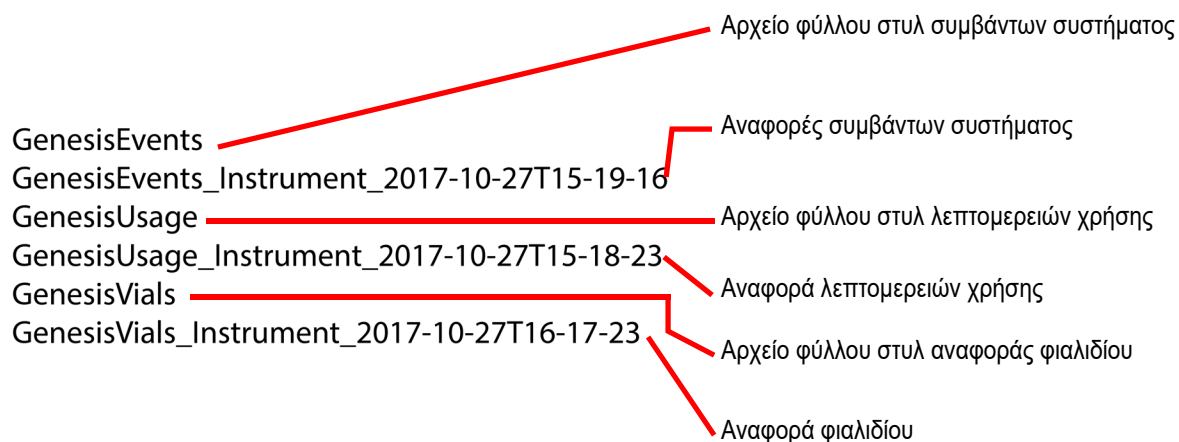 Αρχείο φύλλου στυλ συμβάντων συστήματος
GenesisEvents
Αναφορές συμβάντων συστήματος
GenesisEvents_Instrument_2017-10-27T15-19-16
GenesisUsage
Αρχείο φύλλου στυλ λεπτομερειών χρήσης
GenesisUsage_Instrument_2017-10-27T15-18-23
Αναφορά λεπτομερειών χρήσης
GenesisVials
GenesisVials_Instrument_2017-10-27T16-17-23
Αρχείο φύλλου στυλ αναφοράς φιαλιδίου
Αναφορά φιαλιδίου